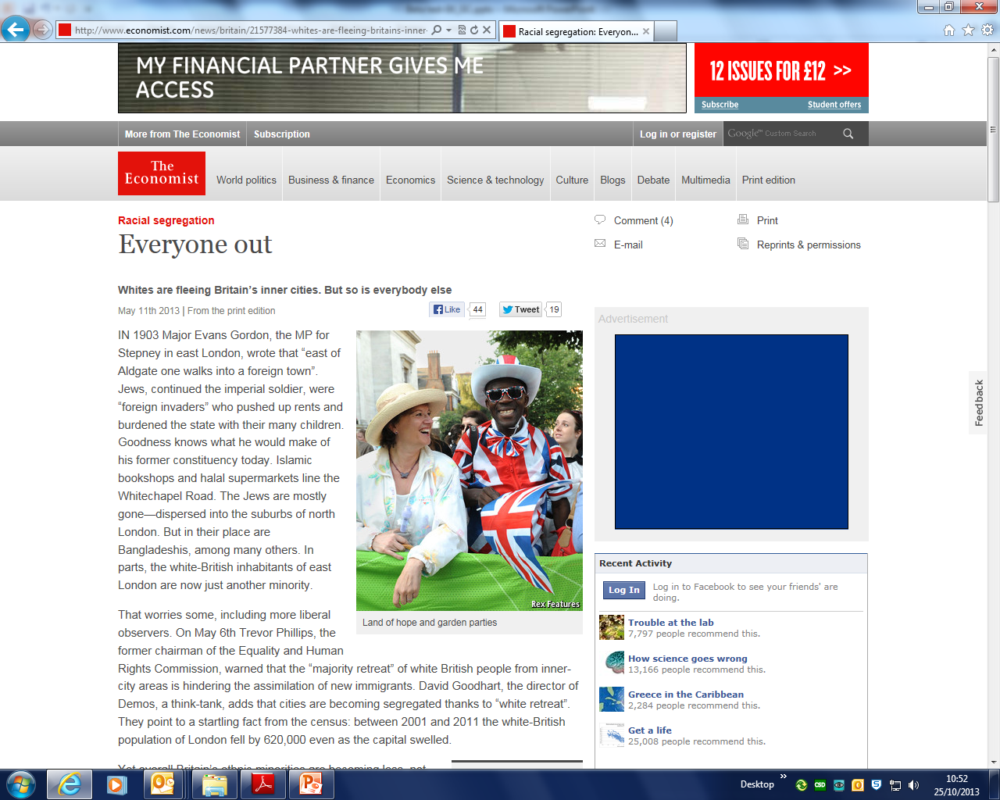 http://www.economist.com/news/britain/21577384-whites-are-fleeing-britains-inner-
Racial segregation: Everyon...
MY FINANCIAL PARTNER GIVES ME
ACCESS
12 ISSUES FOR £12 >>
Subscribe
Student offers
More from The Economist
Subscription
Log in or register
Google™ Custom Search
The
Economist
World politics
Business & finance
Economics
Science & technology
Culture
Blogs
Debate
Multimedia
Print edition
Racial segregation
Everyone out
Comment (4)
Print
E-mail
Reprints & permissions
Whites are fleeing Britain's inner cities. But so is everybody else
May 11th 2013 | From the print edition
Like 44
Tweet 19
IN 1903 Major Evans Gordon, the MP for
Stepney in east London, wrote that “east of
Aldgate one walks into a foreign town”.
Jews, continued the imperial soldier, were
“foreign invaders” who pushed up rents and
burdened the state with their many children.
Goodness knows what he would make of
his former constituency today. Islamic
bookshops and halal supermarkets line the
Whitechapel Road. The Jews are mostly
gone—dispersed into the suburbs of north
London. But in their place are
Bangladeshis, among many others. In
parts, the white-British inhabitants of east
London are now just another minority.
Rex Features
Land of hope and garden parties
That worries some, including more liberal
observers. On May 6th Trevor Phillips, the
former chairman of the Equality and Human
Rights Commission, warned that the “majority retreat” of white British people from inner-
city areas is hindering the assimilation of new immigrants. David Goodhart, the director of
Demos, a think-tank, adds that cities are becoming segregated thanks to “white retreat”.
They point to a startling fact from the census: between 2001 and 2011 the white-British
population of London fell by 620,000 even as the capital swelled.
Yet overall Britain's ethnic minorities are becoming less, not
Advertisement
Feedback
Recent Activity
Log In
Log in to Facebook to see your friends' are
doing.
Trouble at the lab
7,797 people recommend this.
How science goes wrong
13,166 people recommend this.
Greece in the Caribbean
2,284 people recommend this.
Get a life
25,008 people recommend this.
Desktop
CSD
10:52
25/10/2013